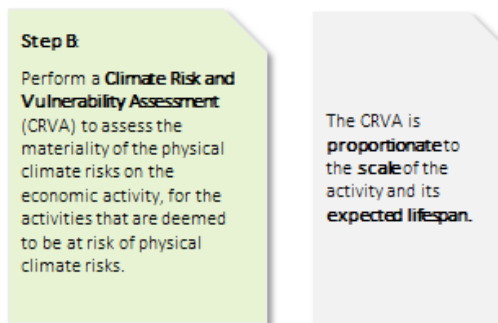 Step B:
Perform a Climate Risk and
Vulnerability Assessment
(CRVA) to assess the
materiality of the physical
climate risks on the
economic activity, for the
activities that are deemed
to be at risk of physical
climate risks.
The CRVA is
proportionate to
the scale of the
activity and its
expected lifespan.